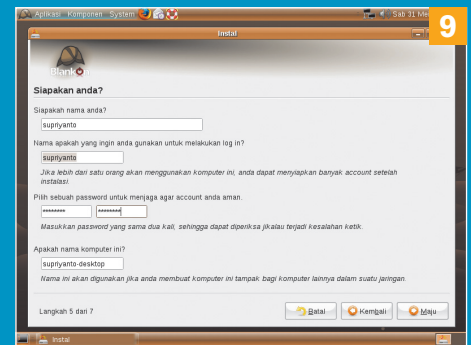 Aplikasi Komponen System
Sab 31 Mei
9
Instal
BlankOn
Siapakan anda?
Siapakah nama anda?
supriyanto
Nama apakah yang ingin anda gunakan untuk melakukan log in?
supriyanto
Jika lebih dari satu orang akan menggunakan komputer ini, anda dapat menyiapkan banyak account setelah
instalasi.
Pilih sebuah password untuk menjaga agar account anda aman.
******** ********
Masukkan password yang sama dua kali, sehingga dapat diperiksa jikalau terjadi kesalahan ketik.
Apakah nama komputer ini?
supriyanto-desktop
Nama ini akan digunakan jika anda membuat komputer ini tampak bagi komputer lainnya dalam suatu jaringan.
Langkah 5 dari 7
Batal Kembali Maju
Instal